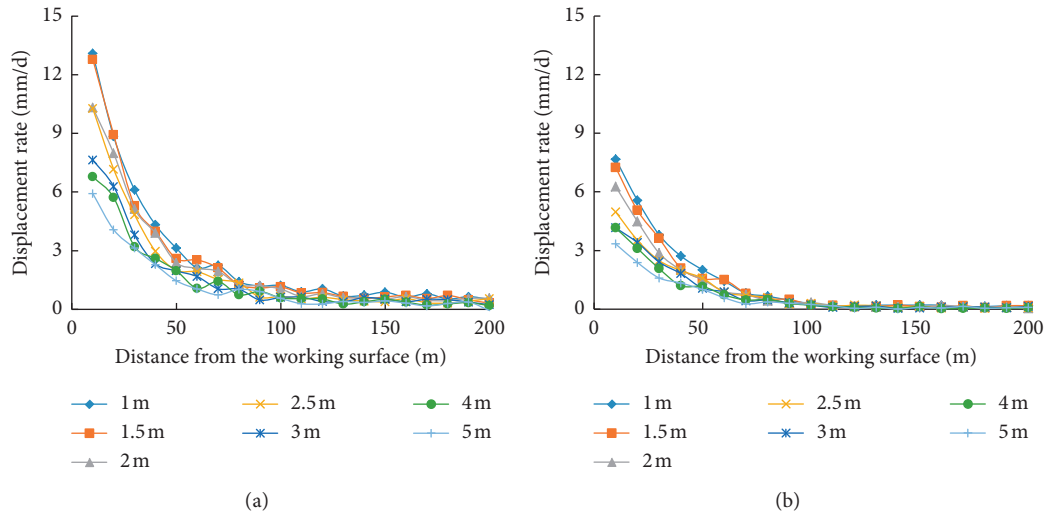 15
12
9
6
3
0
Displacement rate (mm/d)
0 50 100 150 200
Distance from the working surface (m)
1 m 2.5 m 4 m
1.5 m 3 m 5 m
2 m
(a)
15
12
9
6
3
0
Displacement rate (mm/d)
0 50 100 150 200
Distance from the working surface (m)
1 m 2.5 m 4 m
1.5 m 3 m 5 m
2 m
(b)